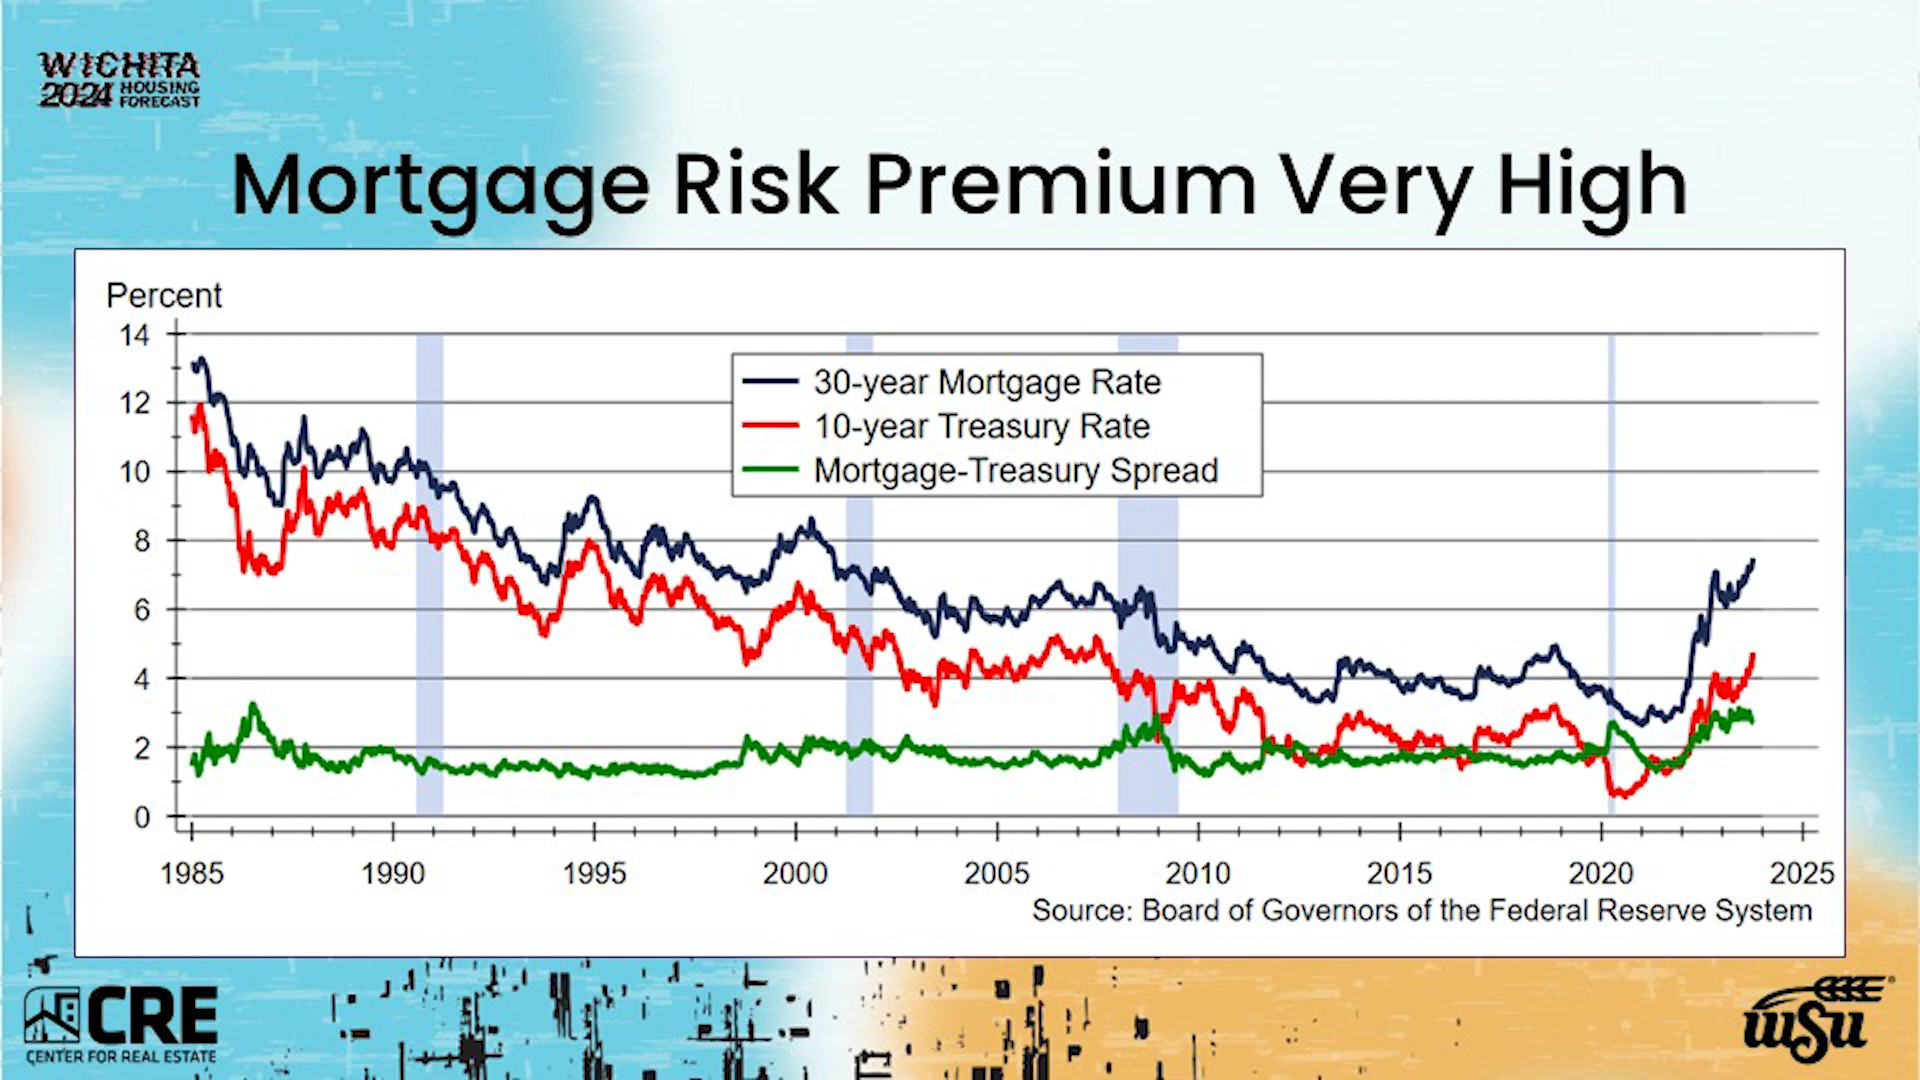 WICHITA
2024 HOUSING
FORECAST
Mortgage Risk Premium Very High
Percent
14
12
10
8
6
4
2
0
30-year Mortgage Rate
10-year Treasury Rate
Mortgage-Treasury Spread
1985 1990 1995 2000 2005 2010 2015 2020 2025
Source: Board of Governors of the Federal Reserve System
CRE
CENTER FOR REAL ESTATE
WSU